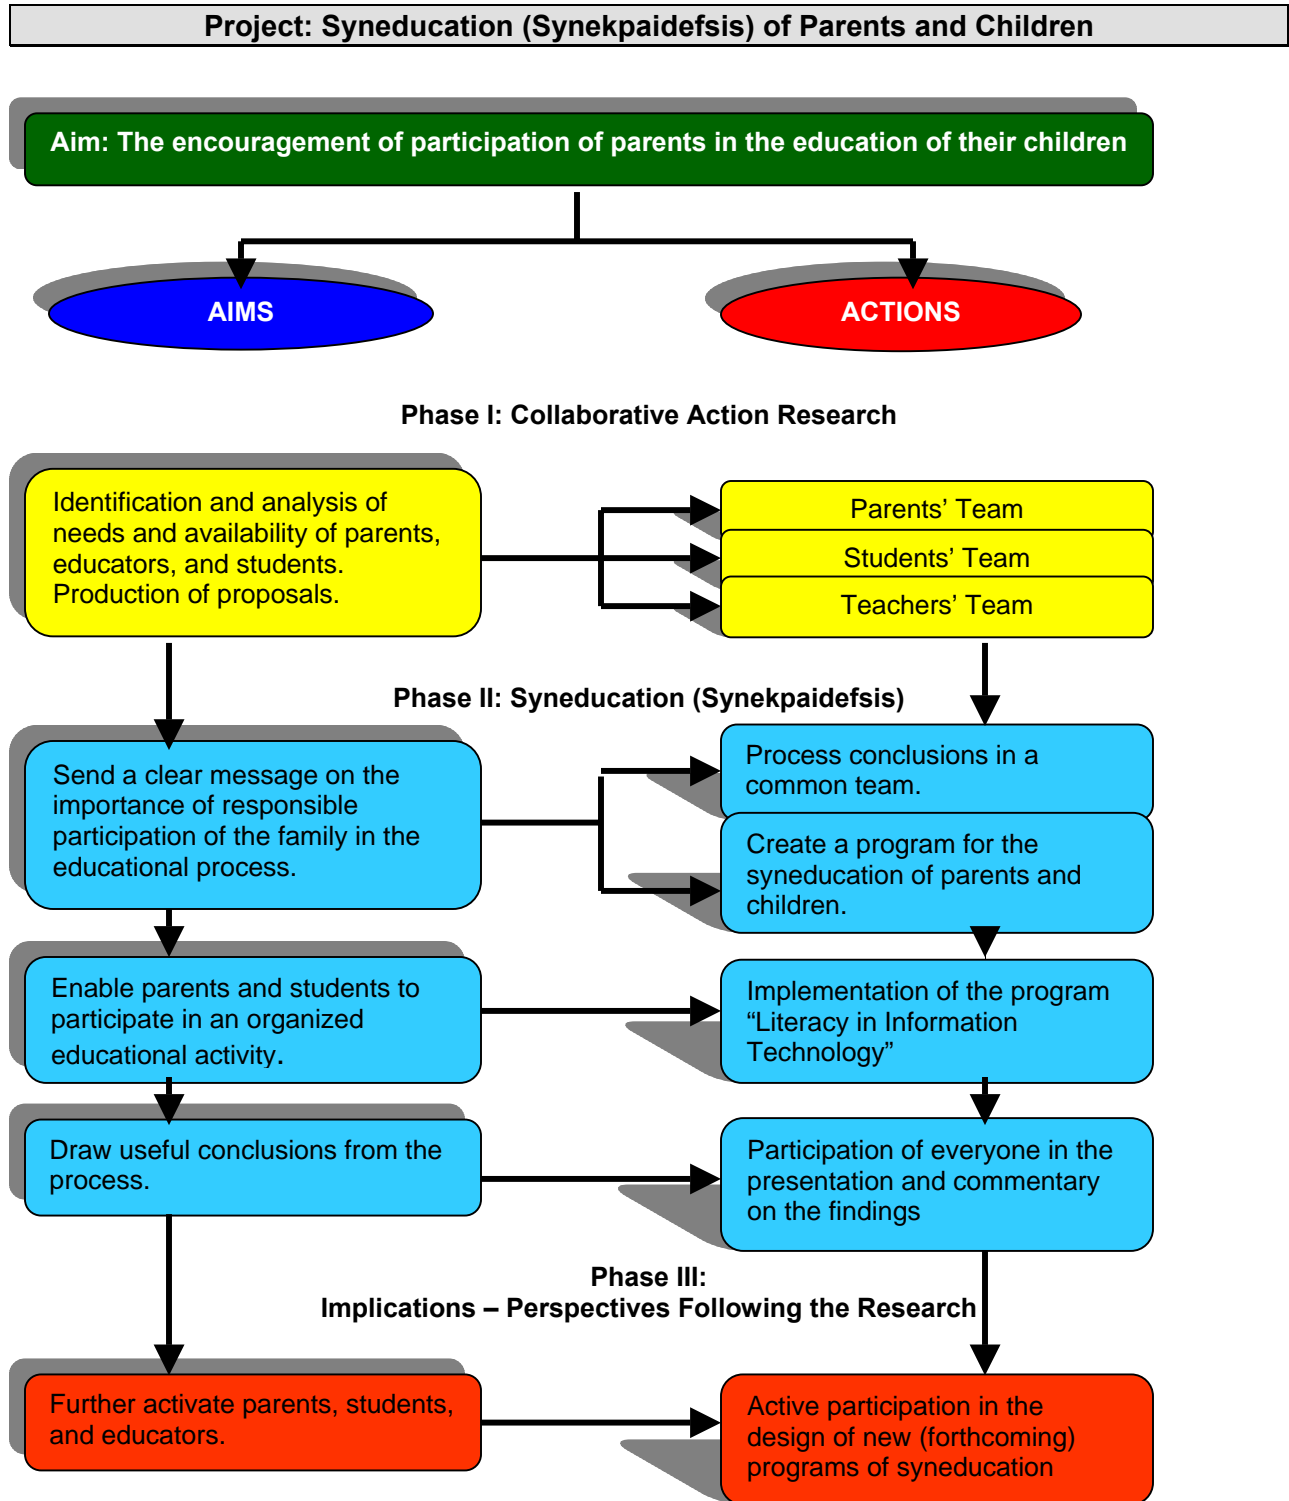 Project: Syneducation (Synekpaidefsis) of Parents and Children
Aim: The encouragement of participation of parents in the education of their children
AIMS
ACTIONS
Phase I: Collaborative Action Research
Identification and analysis of
needs and availability of parents,
educators, and students.
Production of proposals.
Parents’ Team
Students’ Team
Teachers’ Team
Phase II: Syneducation (Synekpaidefsis)
Send a clear message on the
importance of responsible
participation of the family in the
educational process.
Process conclusions in a
common team.
Create a program for the
syneducation of parents and
children.
Enable parents and students to
participate in an organized
educational activity.
Implementation of the program
“Literacy in Information
Technology”
Draw useful conclusions from the
process.
Participation of everyone in the
presentation and commentary
on the findings
Phase III:
Implications – Perspectives Following the Research
Further activate parents, students,
and educators.
Active participation in the
design of new (forthcoming)
programs of syneducation